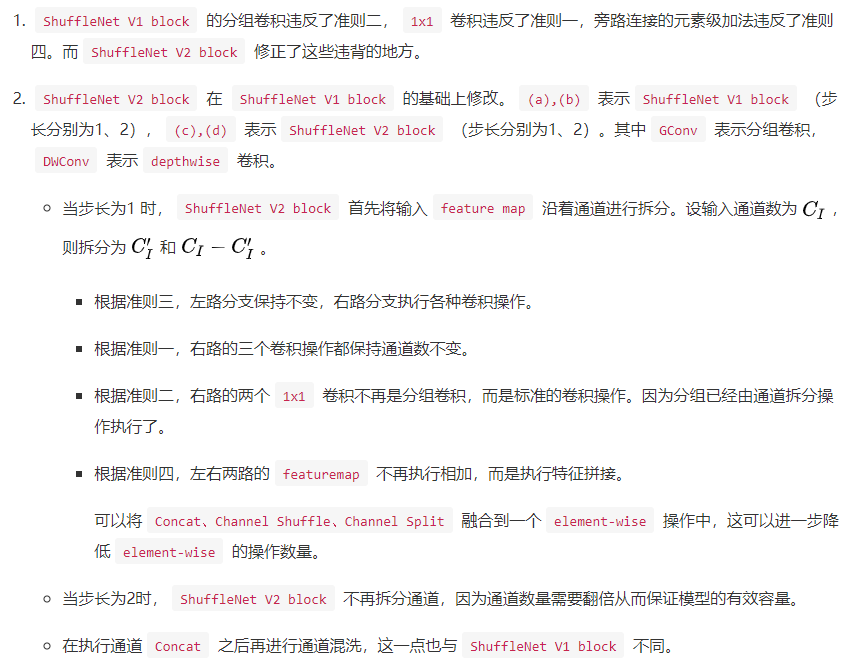 1. ShuffleNet V1 block 的分组卷积违反了准则二， 1x1 卷积违反了准则一，旁路连接的元素级加法违反了准则
四。而 ShuffleNet V2 block 修正了这些违背的地方。
2. ShuffleNet V2 block 在 ShuffleNet V1 block 的基础上修改。 (a),(b) 表示 ShuffleNet V1 block （步
长分别为1、2）， (c),(d) 表示 ShuffleNet V2 block （步长分别为1、2）。其中 GConv 表示分组卷积，
DWConv 表示 depthwise 卷积。
○ 当步长为1 时， ShuffleNet V2 block 首先将输入 feature map 沿着通道进行拆分。设输入通道数为 C_I ，
则拆分为 C'_I 和 C_I − C'_I 。
■ 根据准则三，左路分支保持不变，右路分支执行各种卷积操作。
■ 根据准则一，右路的三个卷积操作都保持通道数不变。
■ 根据准则二，右路的两个 1x1 卷积不再是分组卷积，而是标准的卷积操作。因为分组已经由通道拆分操
作执行了。
■ 根据准则四，左右两路的 featuremap 不再执行相加，而是执行特征拼接。
可以将 Concat、Channel Shuffle、Channel Split 融合到一个 element-wise 操作中，这可以进一步降
低 element-wise 的操作数量。
○ 当步长为2时， ShuffleNet V2 block 不再拆分通道，因为通道数量需要翻倍从而保证模型的有效容量。
○ 在执行通道 Concat 之后再进行通道混洗，这一点也与 ShuffleNet V1 block 不同。